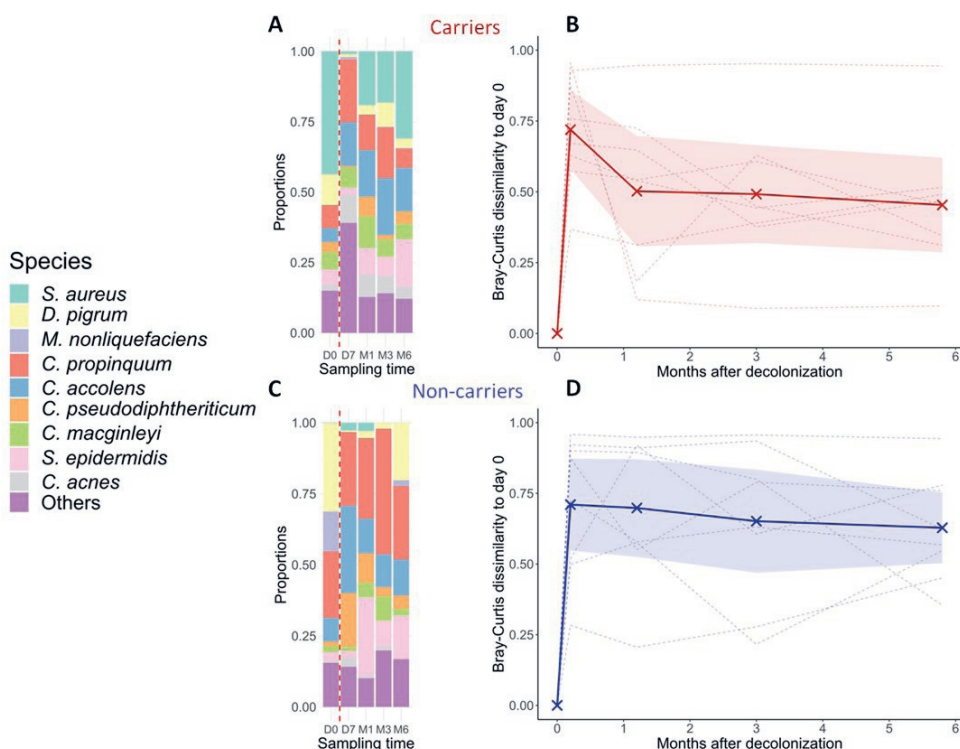 A
Carriers
B
1.00
0.75
0.50
0.25
0.00
Proportions
D0 D7 M1 M3 M6
Sampling time
1.00
0.75
0.50
0.25
0.00
Bray-Curtis dissimilarity to day 0
0 1 2 3 4 5 6
Months after decolonization
Species
S. aureus
D. pigrum
M. nonliquefaciens
C. propinquum
C. accolens
C. pseudodiphtheriticum
C. macginleyi
S. epidermidis
C. acnes
Others
C
Non-carriers
D
1.00
0.75
0.50
0.25
0.00
Proportions
D0 D7 M1 M3 M6
Sampling time
1.00
0.75
0.50
0.25
0.00
Bray-Curtis dissimilarity to day 0
0 1 2 3 4 5 6
Months after decolonization